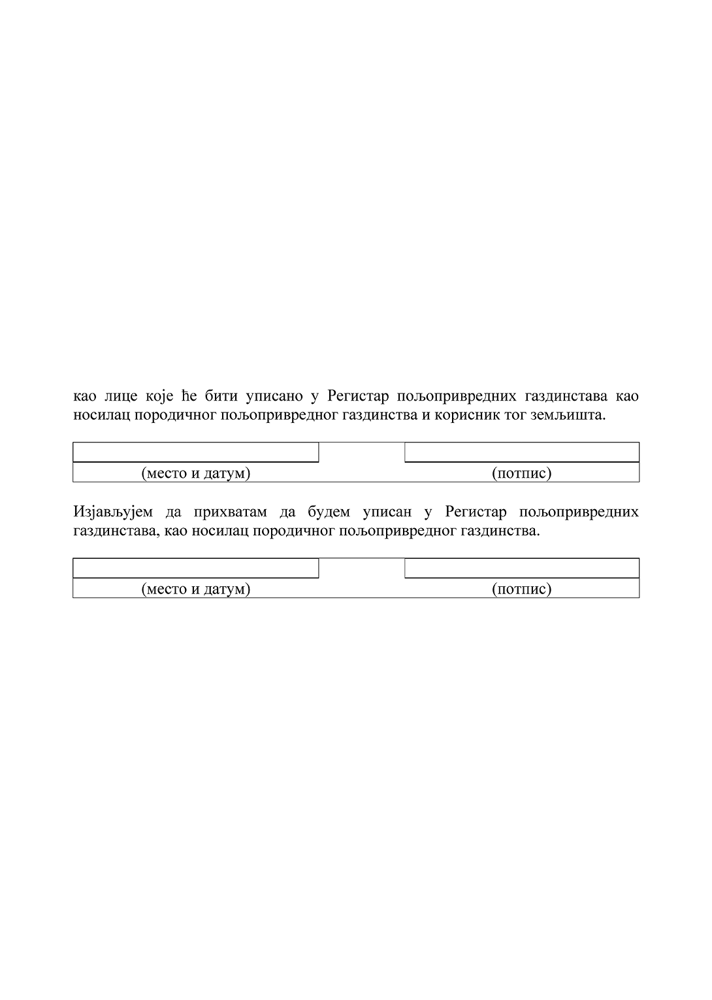 као лице које ће бити уписано у Регистар пољопривредних газдинстава као
носилац породичног пољопривредног газдинства и корисник тог земљишта.
(место и датум) (потпис)
Изјављујем да прихватам да будем уписан у Регистар пољопривредних
газдинстава, као носилац породичног пољопривредног газдинства.
(место и датум) (потпис)